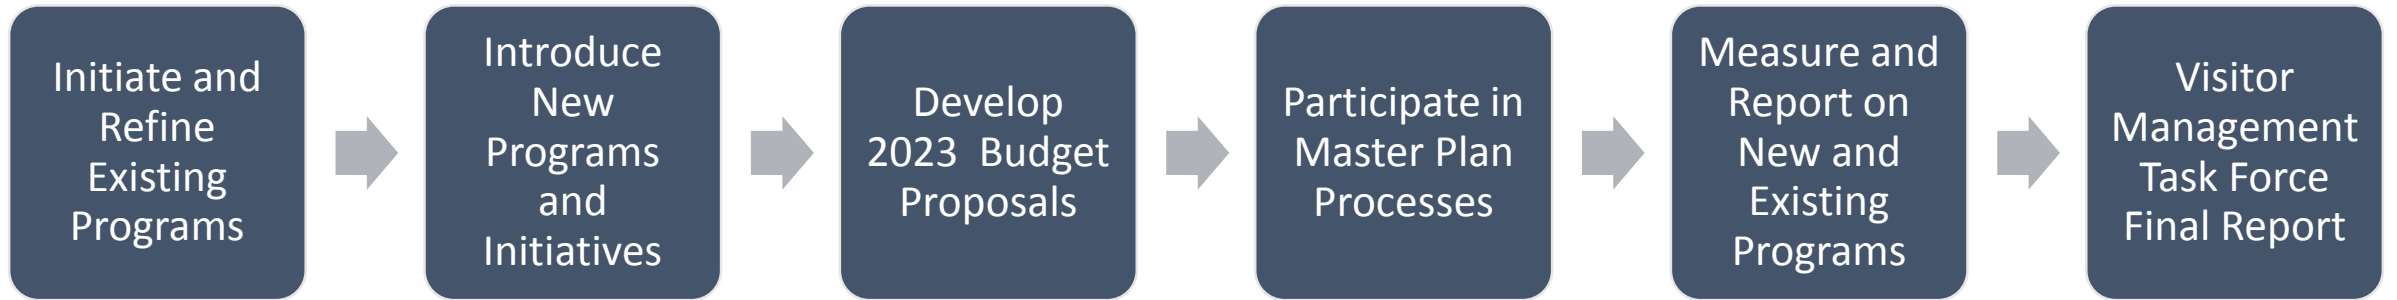 Initiate and
Refine
Existing
Programs
Introduce
New
Programs
and
Initiatives
Develop
2023  Budget
Proposals
Participate in
Master Plan
Processes
Measure and
Report on
New and
Existing
Programs
Visitor
Management
Task Force
Final Report